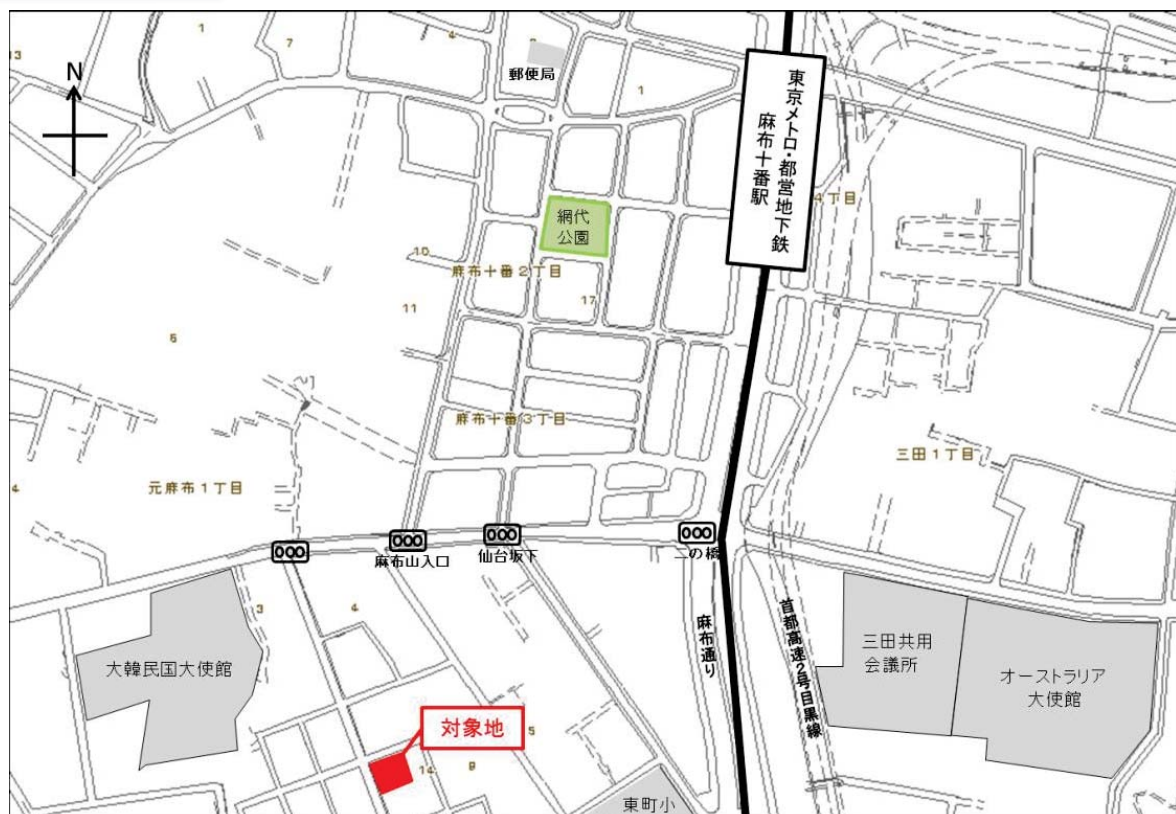 1
7
4
13
N
郵便局
1
東京メトロ・都営地下鉄
麻布十番駅
4丁目
網代
公園
10
麻布十番2丁目
17
11
6
麻布十番3丁目
三田1丁目
4
元麻布1丁目
麻布山入口
仙台坂下
二の橋
3
4
麻布通り
首都高速2号目黒線
三田共用
会議所
大韓民国大使館
オーストラリア
大使館
対象地
5
14
9
東町小